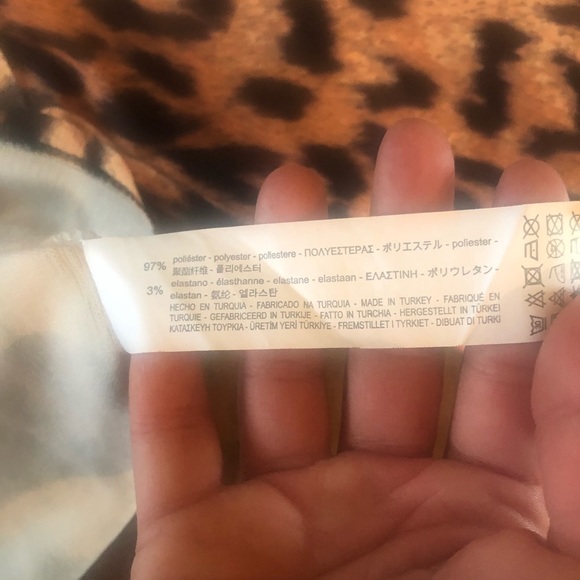 97% poliéster - polyester - poliestere - ΠΟΛΥΕΣΤΕΡΑΣ - ポリエステル - poliester -
聚酯纤维 - 폴리에스터
3% elastano - élasthanne - elastane - elastaan - ΕΛΑΣΤΙΝΗ - ポリウレタン -
elastan - 氨纶 - 엘라스탄
HECHO EN TURQUIA - FABRICADO NA TURQUIA - MADE IN TURKEY - FABRIQUÉ EN
TURQUIE - GEFABRICEERD IN TURKIJE - FATTO IN TURCHIA - HERGESTELLT IN TÜRKEI
ΚΑΤΑΣΚΕΥΗ ΤΟΥΡΚΙΑ - ÜRETİM YERİ TÜRKİYE - FREMSTILLET I TYRKIET - DIBUAT DI TURKI